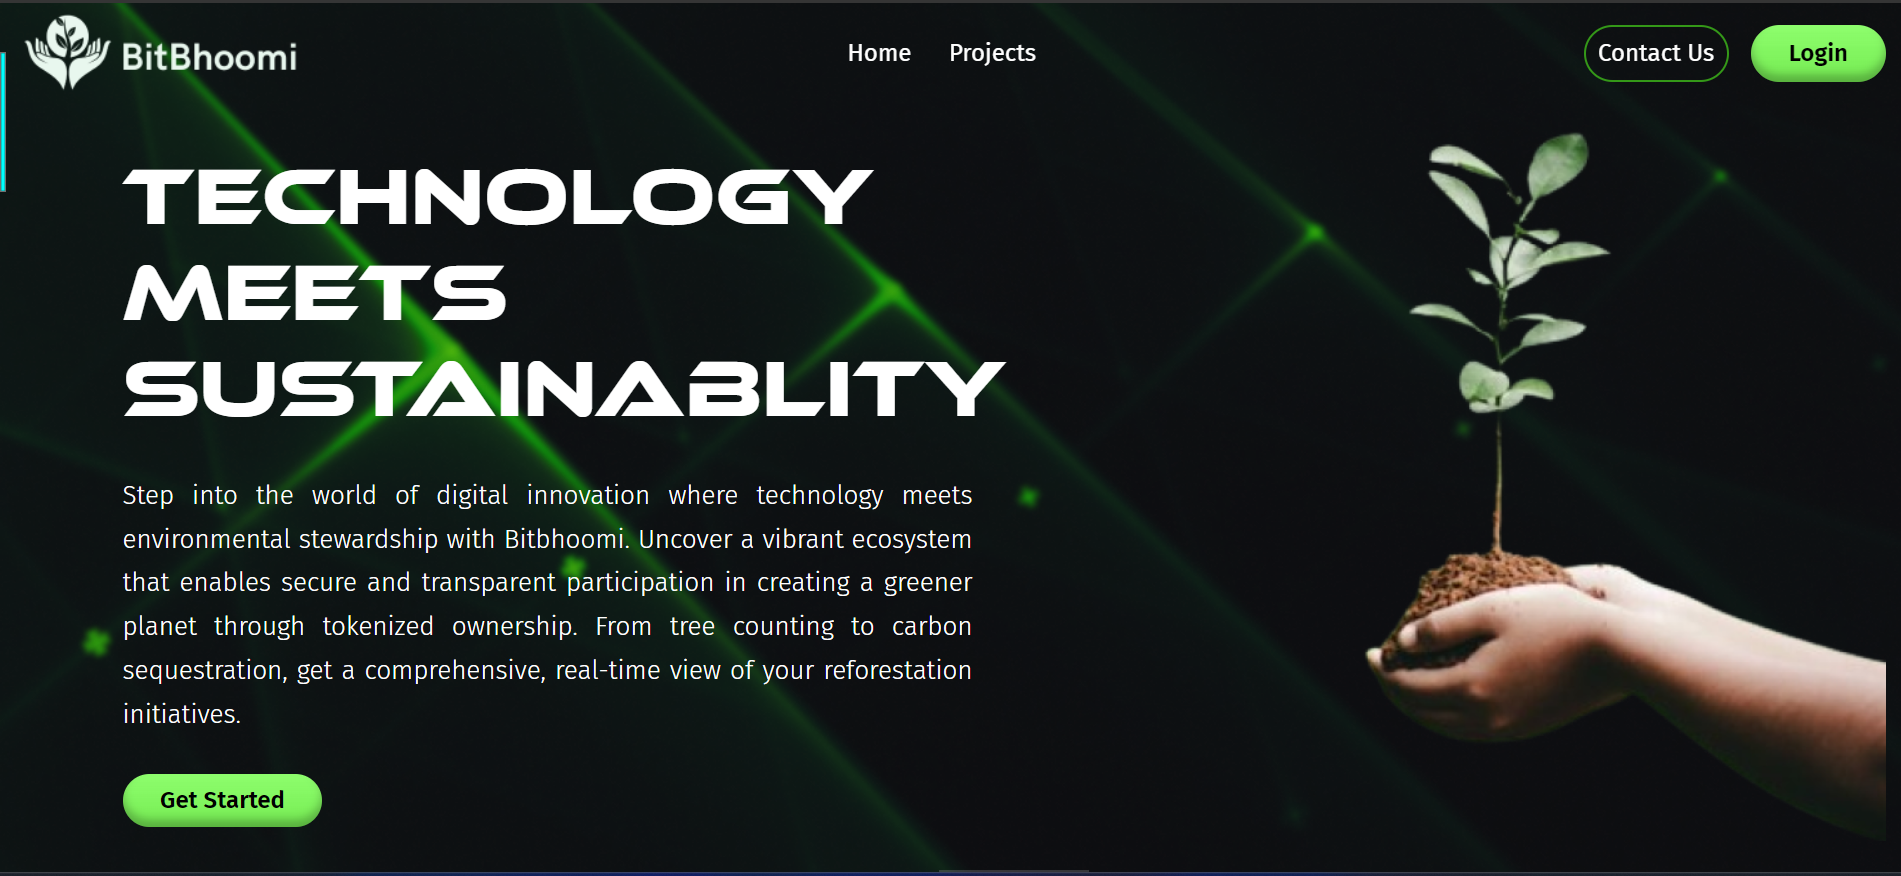 BitBhoomi
Home Projects
Contact Us Login
TECHNOLOGY
MEETS
SUSTAINABLITY
Step into the world of digital innovation where technology meets
environmental stewardship with Bitbhoomi. Uncover a vibrant ecosystem
that enables secure and transparent participation in creating a greener
planet through tokenized ownership. From tree counting to carbon
sequestration, get a comprehensive, real-time view of your reforestation
initiatives.
Get Started